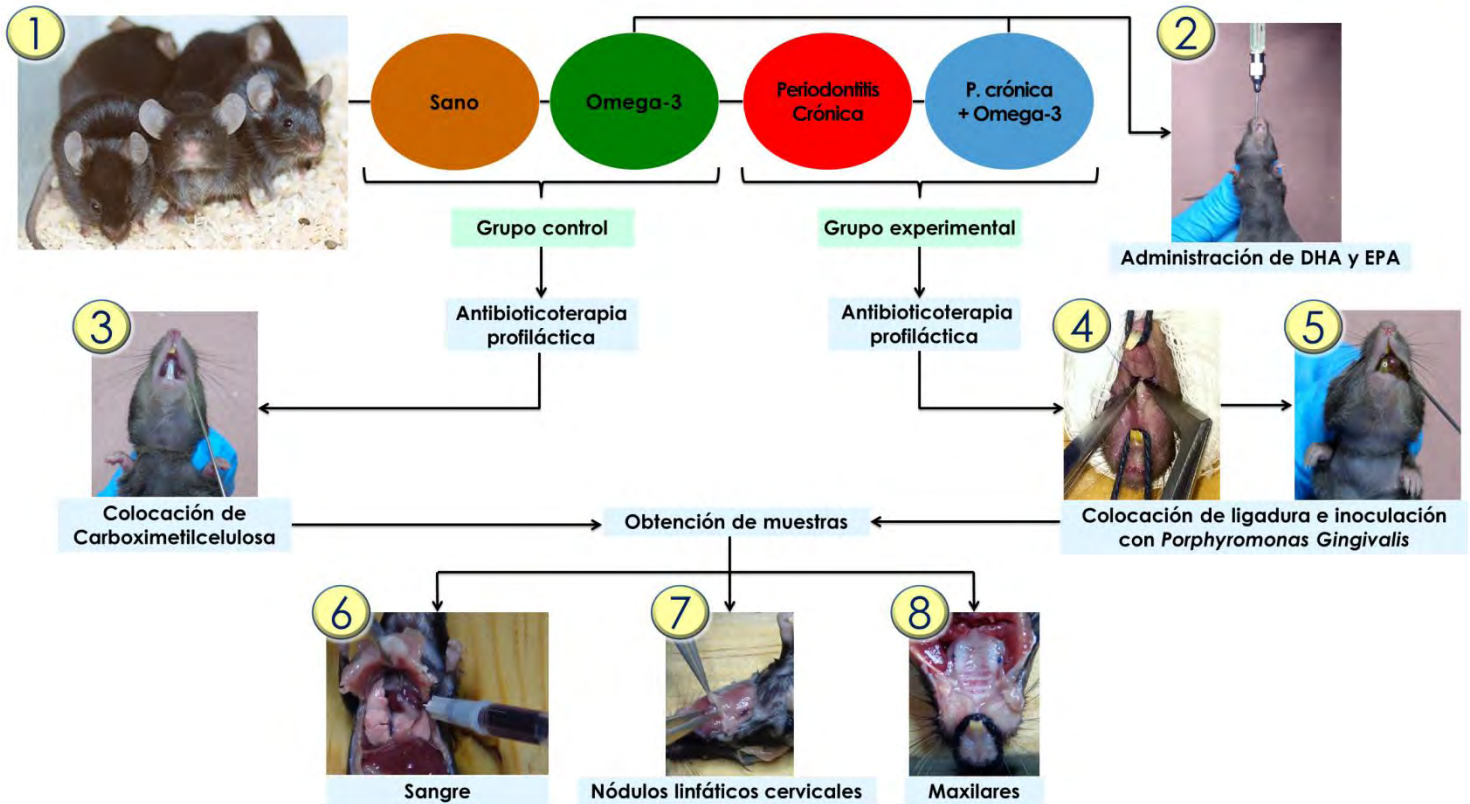 1
Sano
Omega-3
Periodontitis
Crónica
P. crónica
+ Omega-3
2
Administración de DHA y EPA
Grupo control
Grupo experimental
Antibioticoterapia
profiláctica
Antibioticoterapia
profiláctica
3
Colocación de
Carboximetilcelulosa
4
5
Colocación de ligadura e inoculación
con Porphyromonas Gingivalis
Obtención de muestras
6
Sangre
7
Nódulos linfáticos cervicales
8
Maxilares